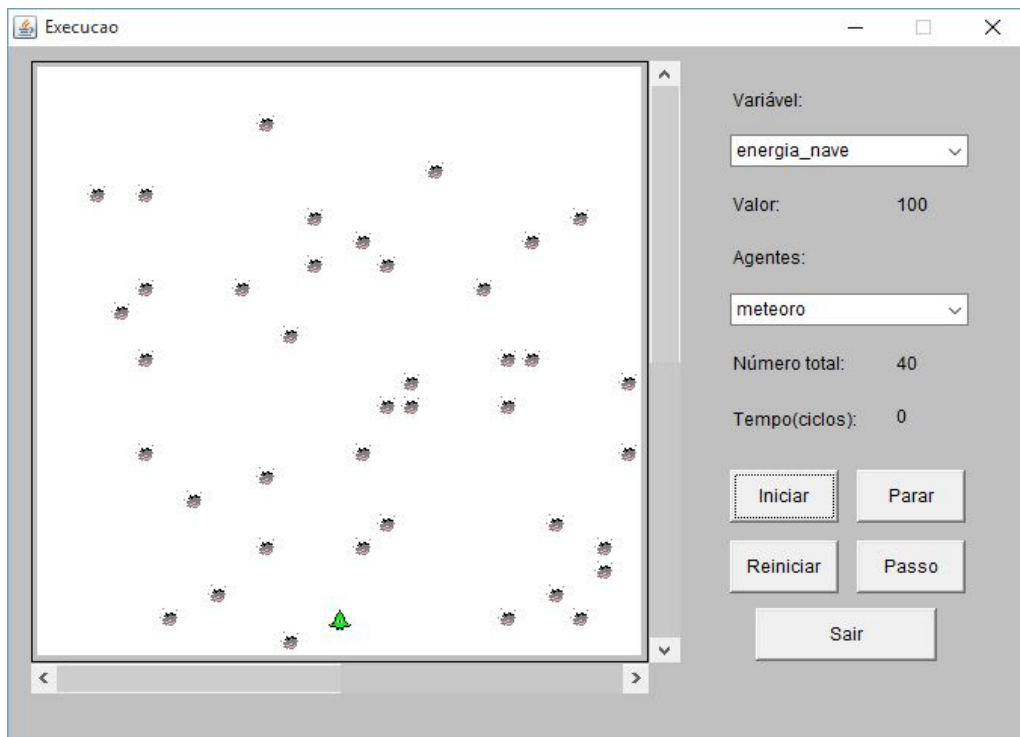 Execucao
Variável:
energia_nave
Valor: 100
Agentes:
meteoro
Número total: 40
Tempo(ciclos): 0
Iniciar Parar
Reiniciar Passo
Sair